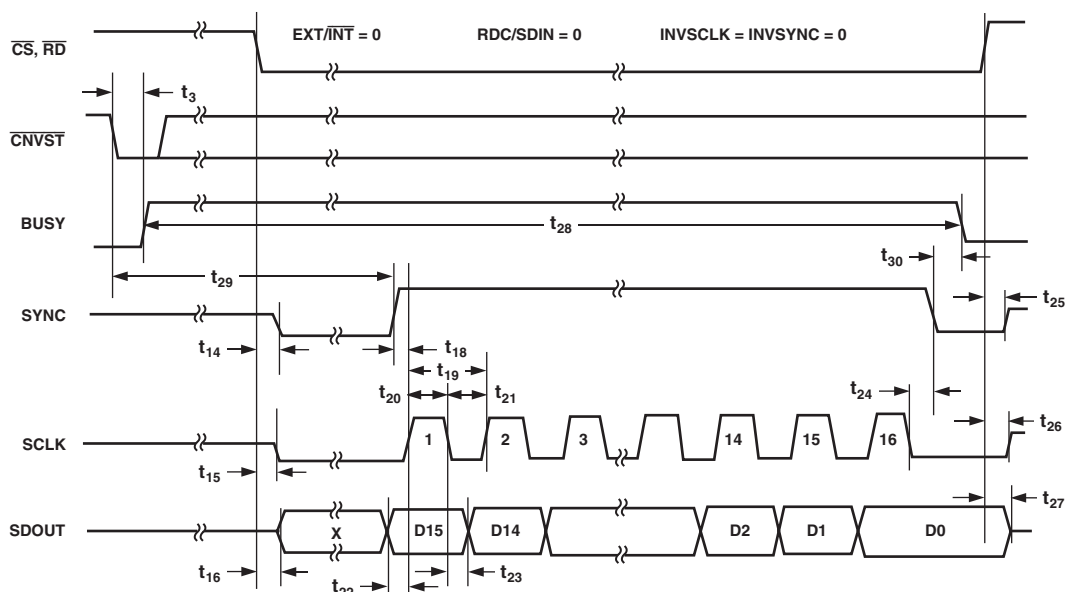 EXT/INT = 0 RDC/SDIN = 0 INVSCLK = INVSYNC = 0
CS, RD
t3
CNVST
BUSY
t28
t30
t29
t25
SYNC
t14
t18
t19
t20
t21
t24
t26
SCLK
1 2 3 14 15 16
t15
t27
SDOUT
X D15 D14 D2 D1 D0
t16
t23